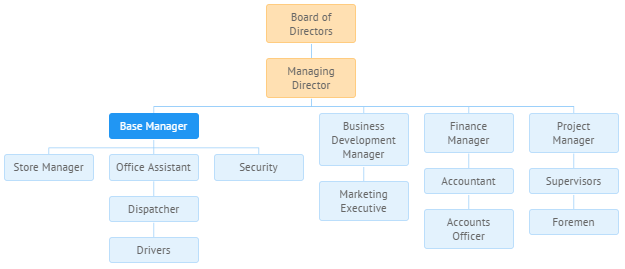 Board of
Directors
Managing
Director
Base Manager
Business
Development
Manager
Finance
Manager
Project
Manager
Store Manager
Office Assistant
Security
Marketing
Executive
Accountant
Supervisors
Dispatcher
Accounts
Officer
Foremen
Drivers